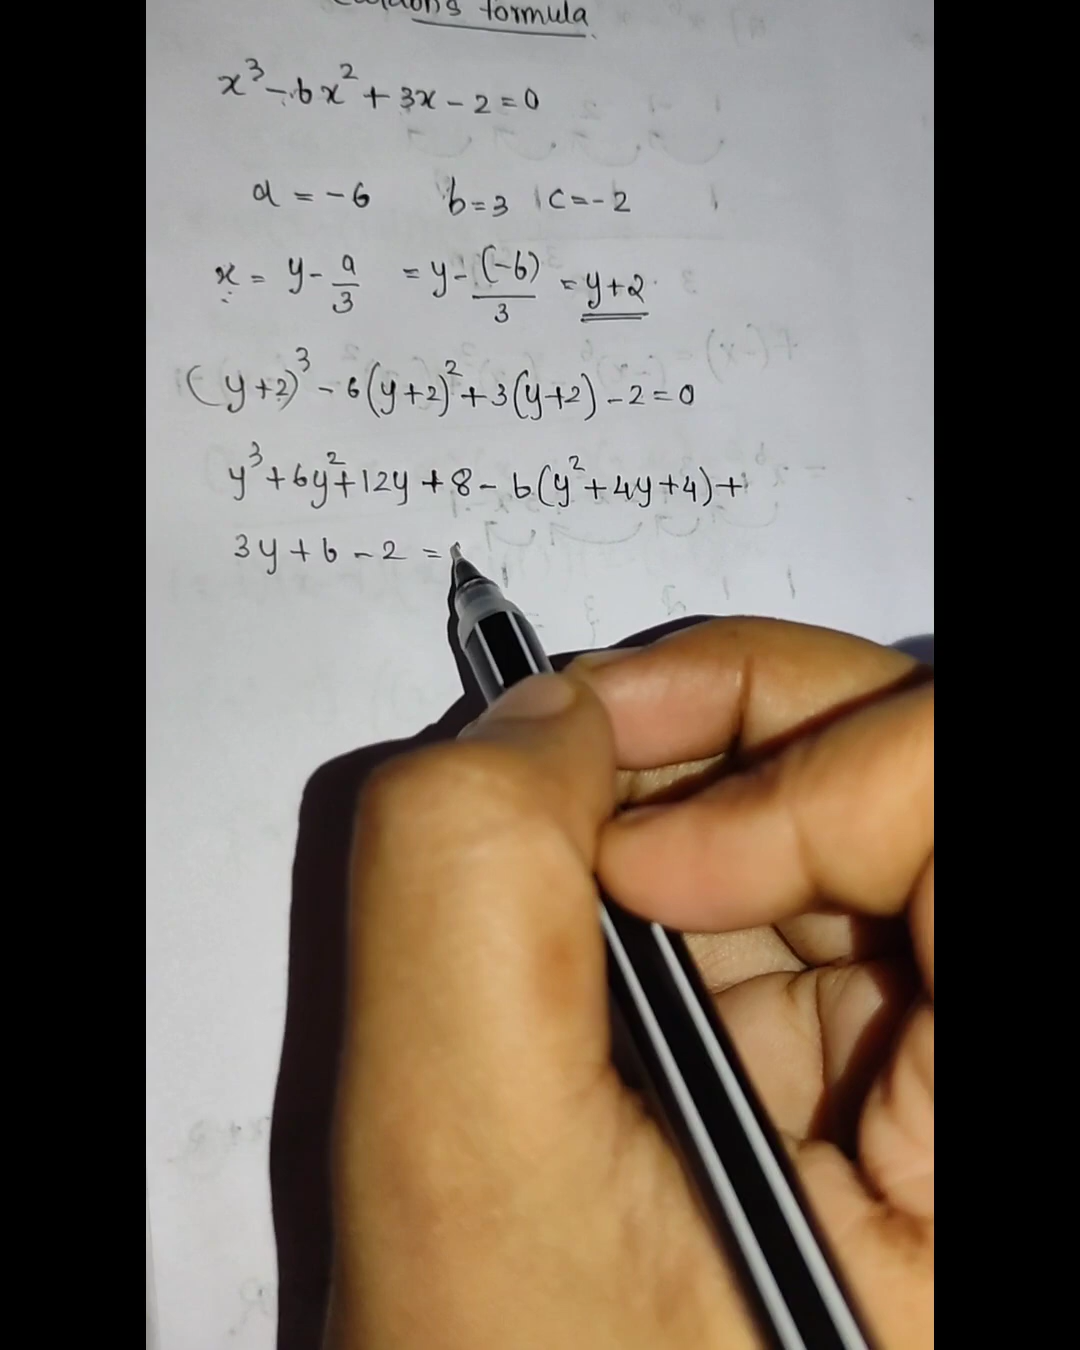 formula
x³ - 6x² + 3x - 2 = 0
a = -6 b = 3 c = -2
x = y - a/3 = y - (-6)/3 = y + 2
(y+2)³ - 6(y+2)² + 3(y+2) - 2 = 0
y³ + 6y² + 12y + 8 - 6(y² + 4y + 4) +
3y + 6 - 2 =